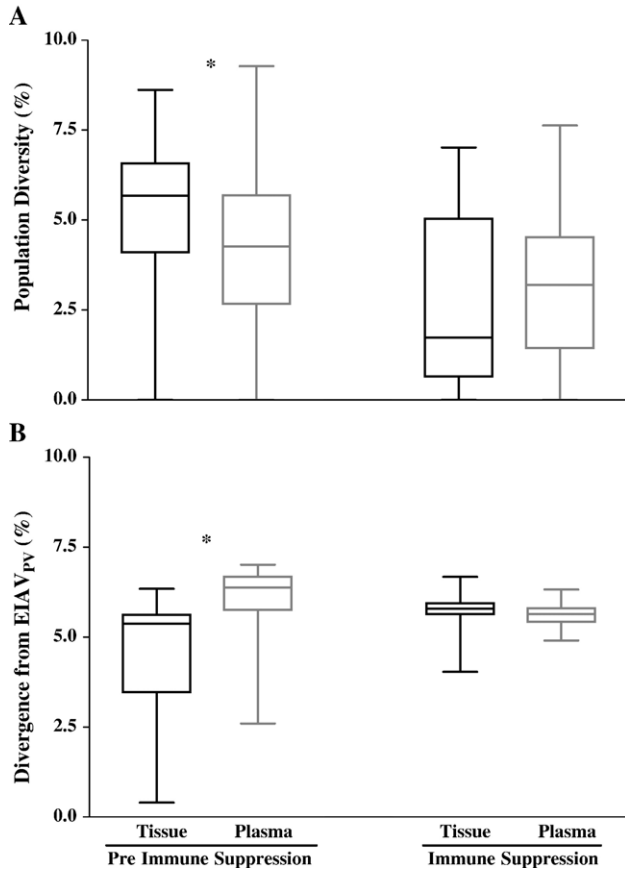 A
Population Diversity (%)
10.0
7.5
5.0
2.5
0.0
*
B
Divergence from EIAVPV (%)
10.0
7.5
5.0
2.5
0.0
*
Tissue Plasma Tissue Plasma
Pre Immune Suppression Immune Suppression